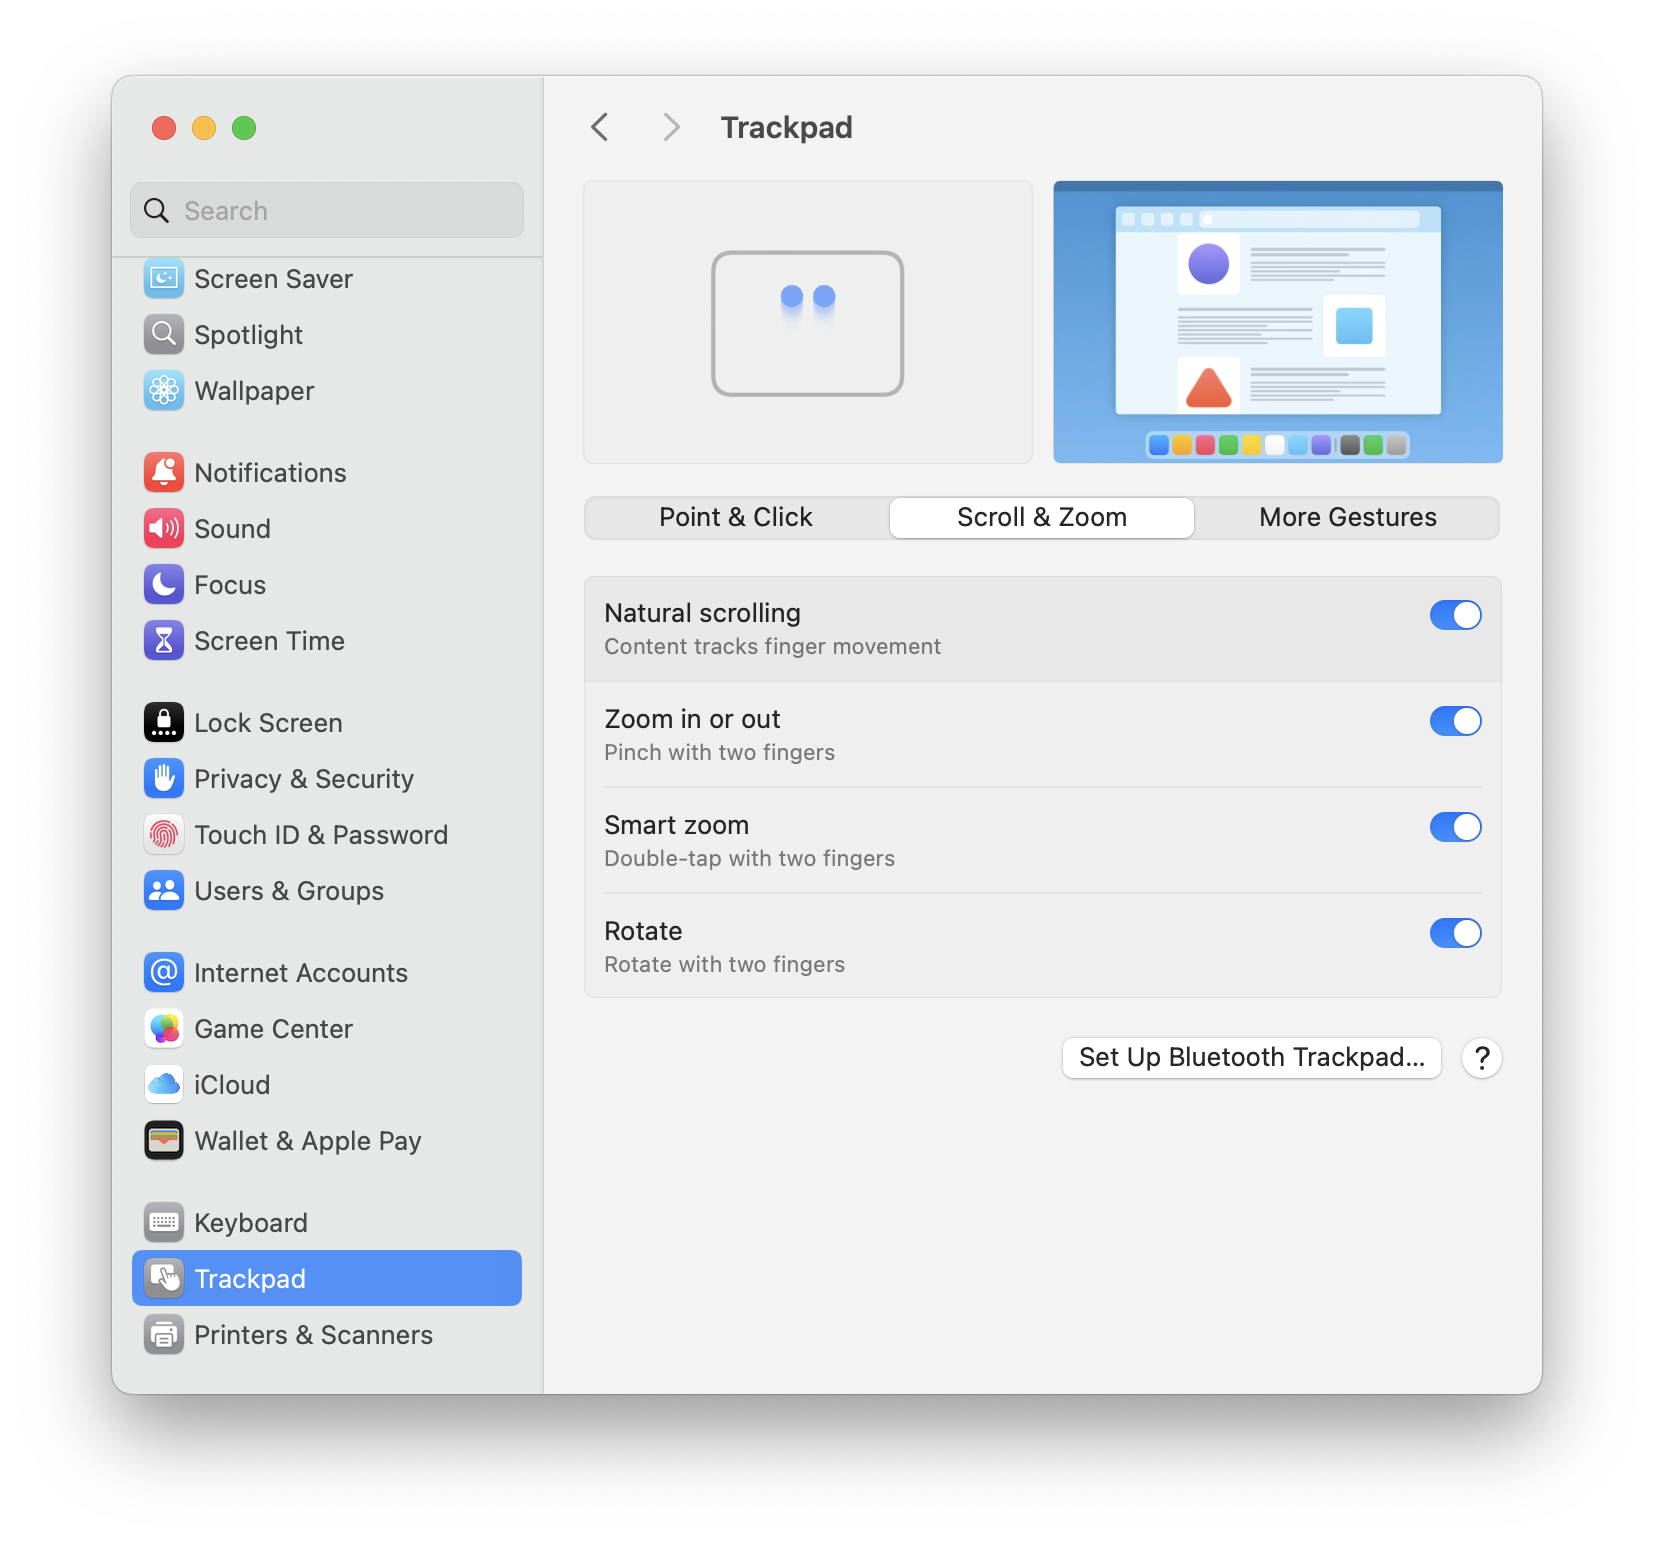 Search
Screen Saver
Spotlight
Wallpaper
Notifications
Sound
Focus
Screen Time
Lock Screen
Privacy & Security
Touch ID & Password
Users & Groups
Internet Accounts
Game Center
iCloud
Wallet & Apple Pay
Keyboard
Trackpad
Printers & Scanners
Trackpad
Point & Click
Scroll & Zoom
More Gestures
Natural scrolling
Content tracks finger movement
Zoom in or out
Pinch with two fingers
Smart zoom
Double-tap with two fingers
Rotate
Rotate with two fingers
Set Up Bluetooth Trackpad...
?